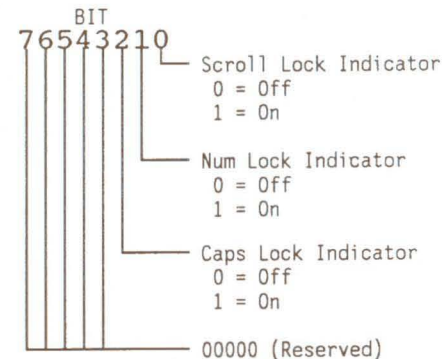 BIT
76543210
Scroll Lock Indicator
0 = Off
1 = On
Num Lock Indicator
0 = Off
1 = On
Caps Lock Indicator
0 = Off
1 = On
00000 (Reserved)